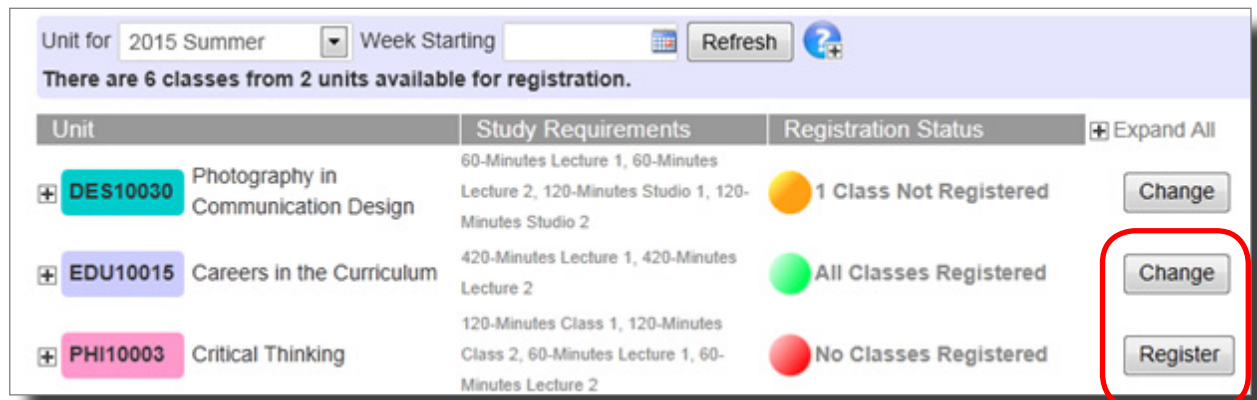 Unit for 2015 Summer Week Starting Refresh ?
There are 6 classes from 2 units available for registration.
Unit Study Requirements Registration Status Expand All
DES10030 Photography in Communication Design
60-Minutes Lecture 1, 60-Minutes
Lecture 2, 120-Minutes Studio 1, 120-
Minutes Studio 2
1 Class Not Registered Change
EDU10015 Careers in the Curriculum
420-Minutes Lecture 1, 420-Minutes
Lecture 2
All Classes Registered Change
PHI10003 Critical Thinking
120-Minutes Class 1, 120-Minutes
Class 2, 60-Minutes Lecture 1, 60-
Minutes Lecture 2
No Classes Registered Register